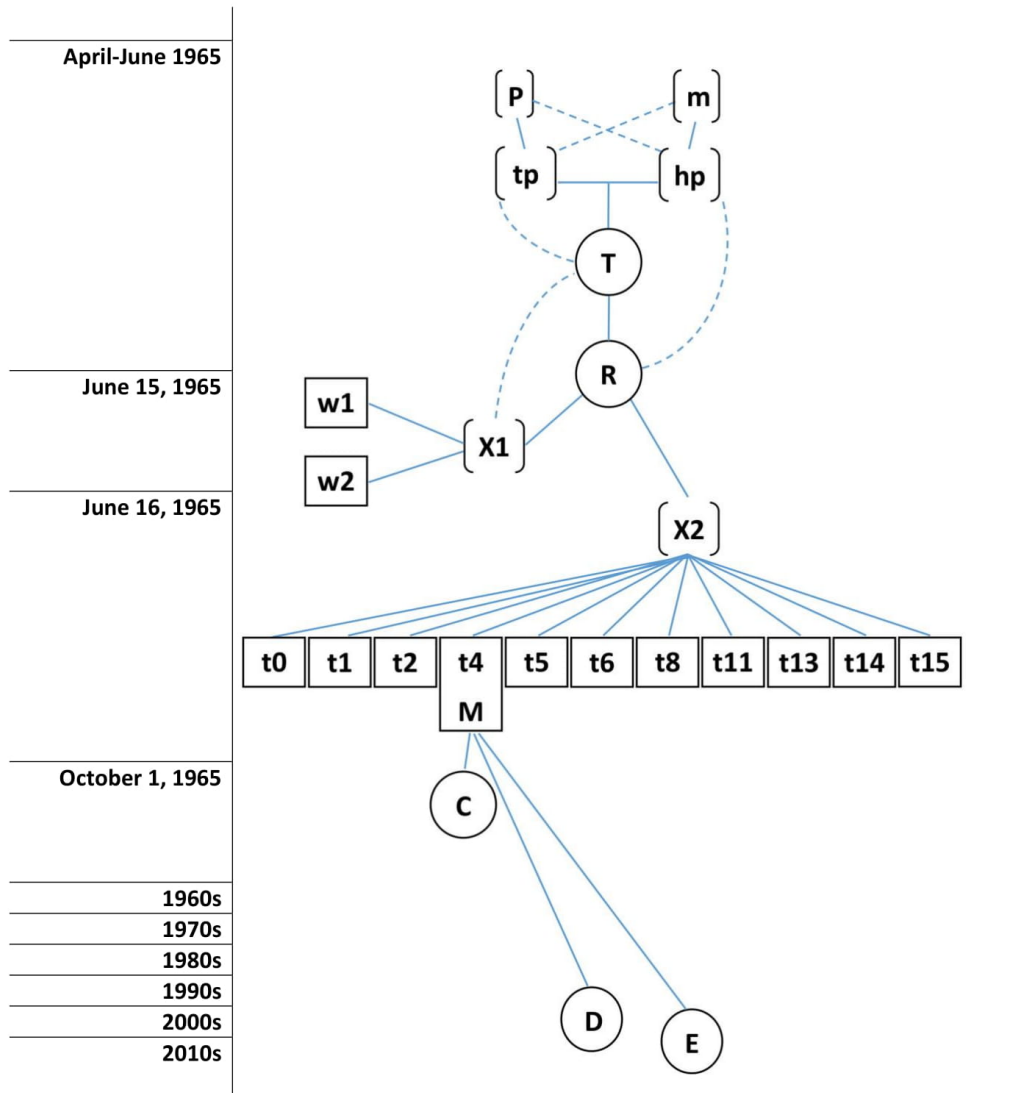 April-June 1965
P
m
tp
hp
T
R
June 15, 1965
w1
X1
w2
June 16, 1965
X2
t0 t1 t2 t4 t5 t6 t8 t11 t13 t14 t15
M
October 1, 1965
C
1960s
1970s
1980s
1990s
2000s
D
E
2010s